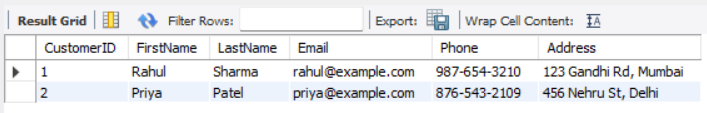 Result Grid Filter Rows: Export: Wrap Cell Content: IA
CustomerID FirstName LastName Email Phone Address
1 Rahul Sharma rahul@example.com 987-654-3210 123 Gandhi Rd, Mumbai
2 Priya Patel priya@example.com 876-543-2109 456 Nehru St, Delhi